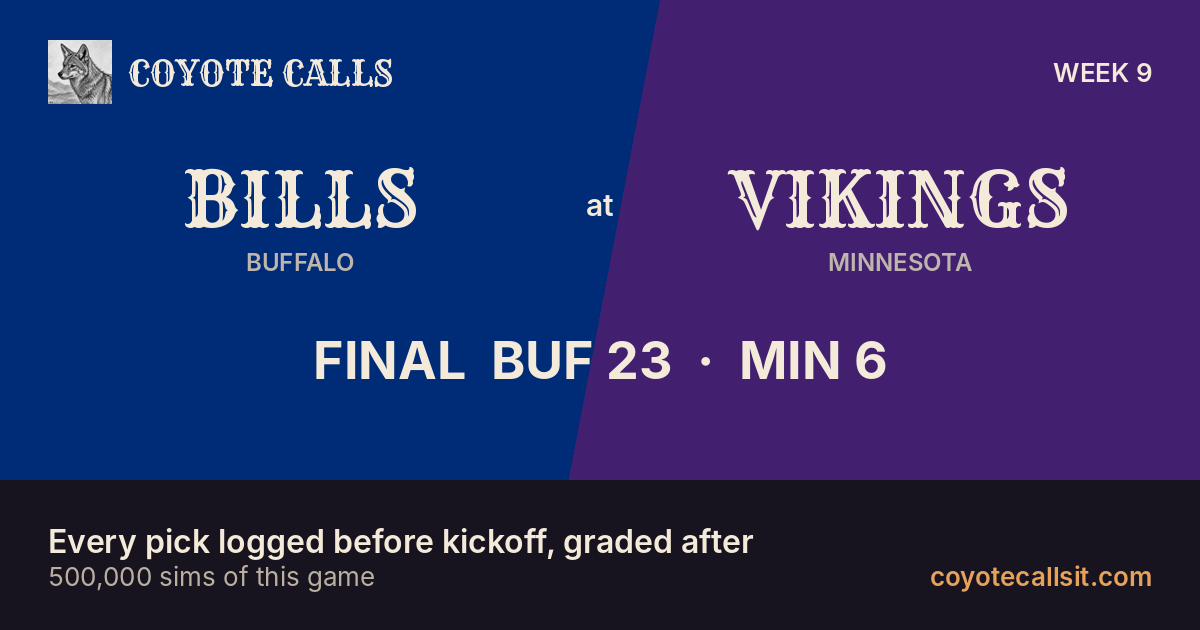 COYOTE CALLS
WEEK 9
BILLS at VIKINGS
BUFFALO MINNESOTA
FINAL BUF 23 · MIN 6
Every pick logged before kickoff, graded after
500,000 sims of this game
coyotecallsit.com